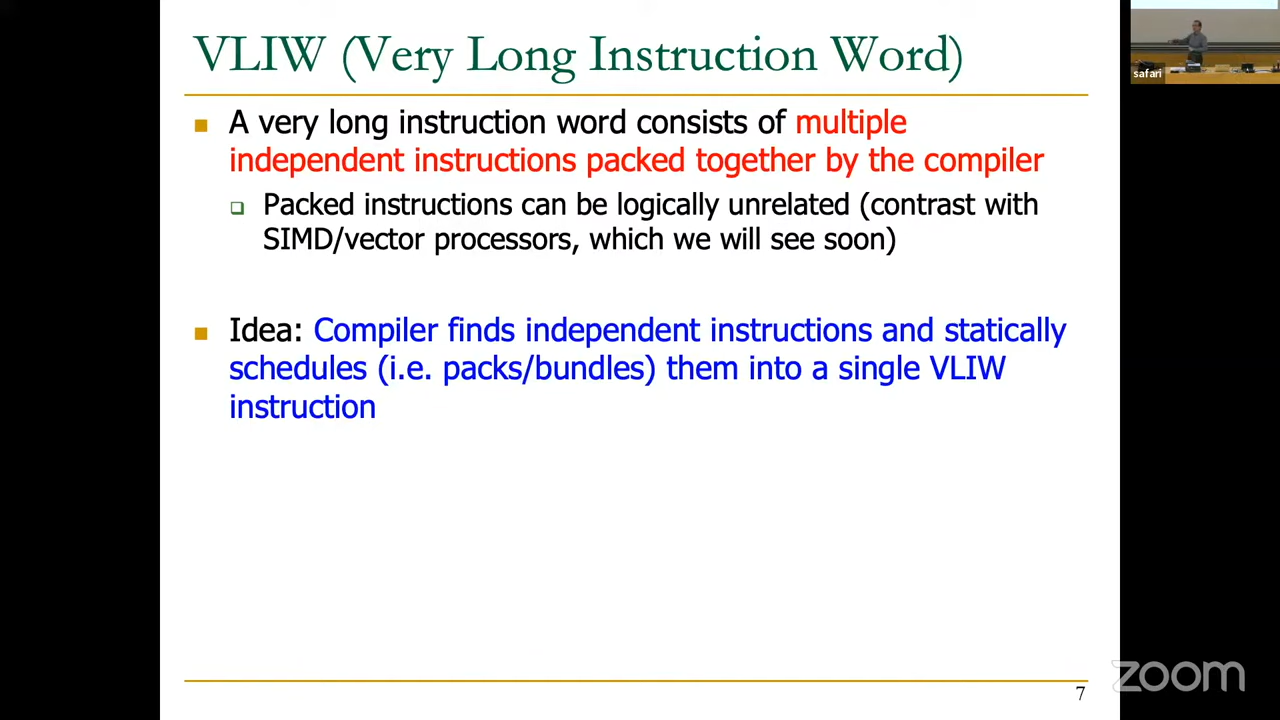 VLIW (Very Long Instruction Word)
safari
A very long instruction word consists of multiple
independent instructions packed together by the compiler
Packed instructions can be logically unrelated (contrast with
SIMD/vector processors, which we will see soon)
Idea: Compiler finds independent instructions and statically
schedules (i.e. packs/bundles) them into a single VLIW
instruction
zoom
7